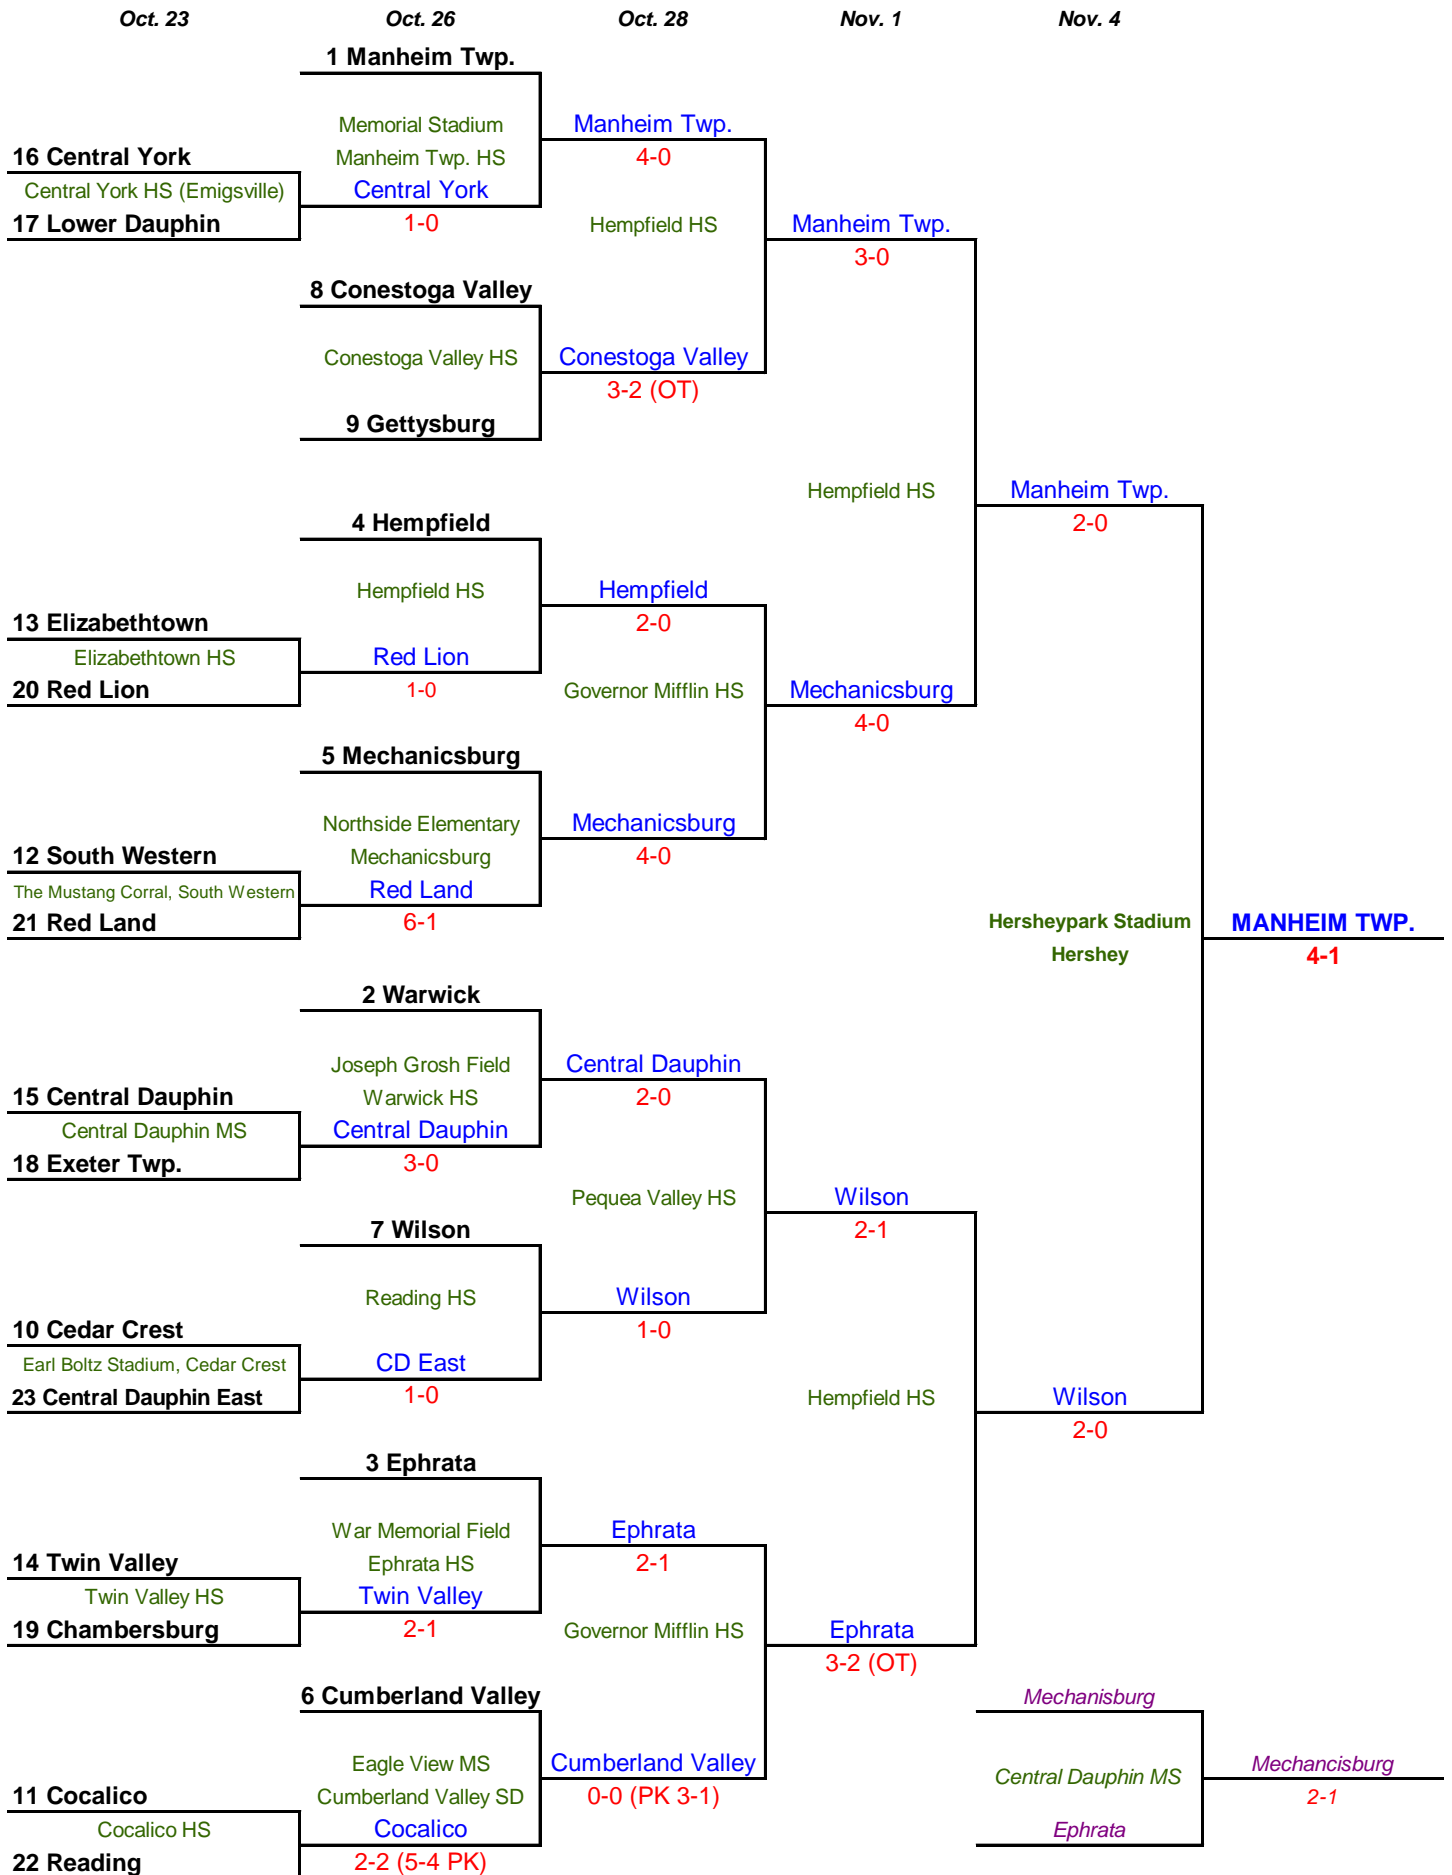 Oct. 23 Oct. 26 Oct. 28 Nov. 1 Nov. 4
1 Manheim Twp.
Memorial Stadium Manheim Twp.
16 Central York Manheim Twp. HS 4-0
Central York HS (Emigsville) Central York
17 Lower Dauphin 1-0 Hempfield HS Manheim Twp.
3-0
8 Conestoga Valley
Conestoga Valley HS Conestoga Valley
3-2 (OT)
9 Gettysburg
Hempfield HS Manheim Twp.
4 Hempfield 2-0
Hempfield HS Hempfield
13 Elizabethtown 2-0
Elizabethtown HS Red Lion
20 Red Lion 1-0 Governor Mifflin HS Mechanicsburg
4-0
5 Mechanicsburg
Northside Elementary Mechanicsburg
12 South Western Mechanicsburg 4-0
The Mustang Corral, South Western Red Land
21 Red Land 6-1 Hersheypark Stadium MANHEIM TWP.
Hershey 4-1
2 Warwick
Joseph Grosh Field Central Dauphin
15 Central Dauphin Warwick HS 2-0
Central Dauphin MS Central Dauphin
18 Exeter Twp. 3-0
Pequea Valley HS Wilson
7 Wilson 2-1
Reading HS Wilson
10 Cedar Crest 1-0
Earl Boltz Stadium, Cedar Crest CD East
23 Central Dauphin East 1-0 Hempfield HS Wilson
2-0
3 Ephrata
War Memorial Field Ephrata
14 Twin Valley Ephrata HS 2-1
Twin Valley HS Twin Valley
19 Chambersburg 2-1 Governor Mifflin HS Ephrata
3-2 (OT)
6 Cumberland Valley Mechanisburg
Eagle View MS Cumberland Valley Central Dauphin MS Mechancisburg
11 Cocalico Cumberland Valley SD 0-0 (PK 3-1) 2-1
Cocalico HS Cocalico Ephrata
22 Reading 2-2 (5-4 PK)